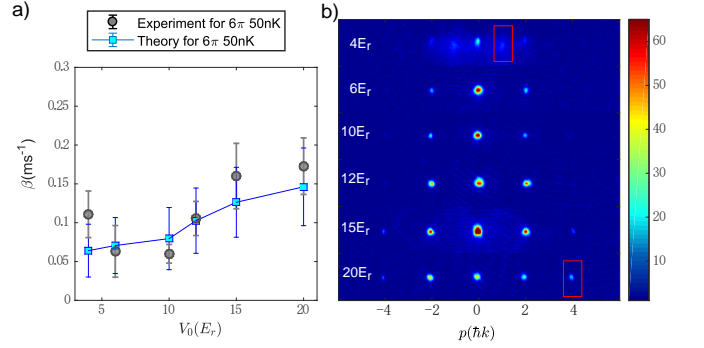 a)
Experiment for 6π 50nK
Theory for 6π 50nK
0.3
0.2
0.15
0.1
0.05
0
β(ms⁻¹)
5
10
15
20
V₀(Eᵣ)
b)
4Eᵣ
6Eᵣ
10Eᵣ
12Eᵣ
15Eᵣ
20Eᵣ
-4
-2
0
2
4
p(ħk)
60
50
40
30
20
10